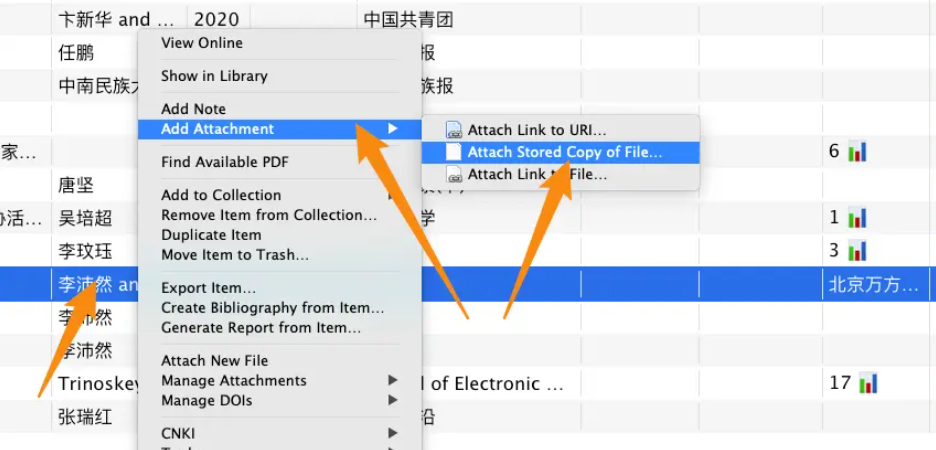 卞新华 and ... 2020 中国共青团
View Online
任鹏 报
Show in Library
中南民族大 族报
Add Note
Add Attachment
Attach Link to URI...
家... Find Available PDF Attach Stored Copy of File... 6
Attach Link to File...
唐坚
Add to Collection
办活... 吴培超 Remove Item from Collection... 学 1
Duplicate Item
李玟珏 Move Item to Trash... 3
李沛然 an 北京万方...
Export Item...
李沛然 Create Bibliography from Item...
Generate Report from Item...
李沛然
Attach New File
Trinoskey Manage Attachments l of Electronic ... 17
Manage DOIs
张瑞红 沿
CNKI